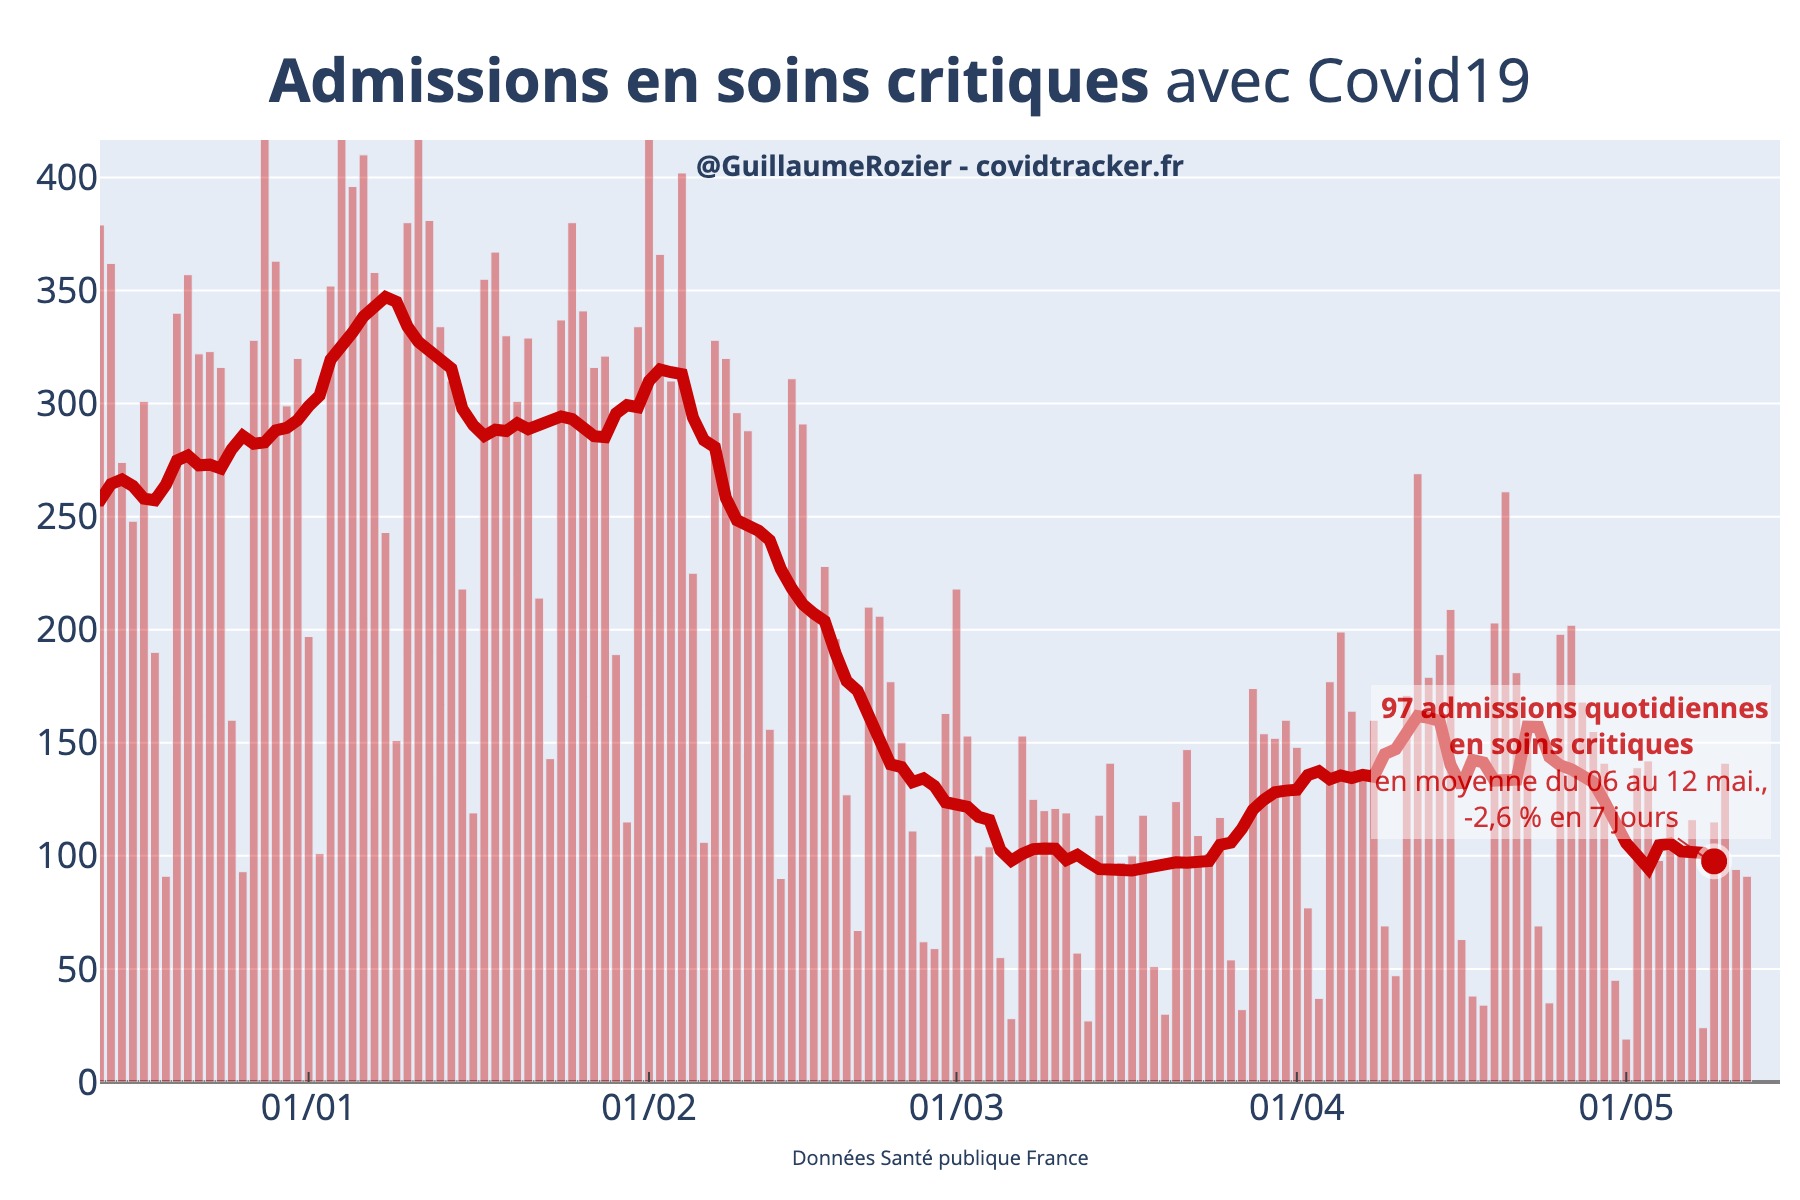 Admissions en soins critiques avec Covid19
@GuillaumeRozier - covidtracker.fr
400
350
300
250
200
150
100
50
0
97 admissions quotidiennes
en soins critiques
en moyenne du 06 au 12 mai.,
-2,6 % en 7 jours
01/01
01/02
01/03
01/04
01/05
Données Santé publique France